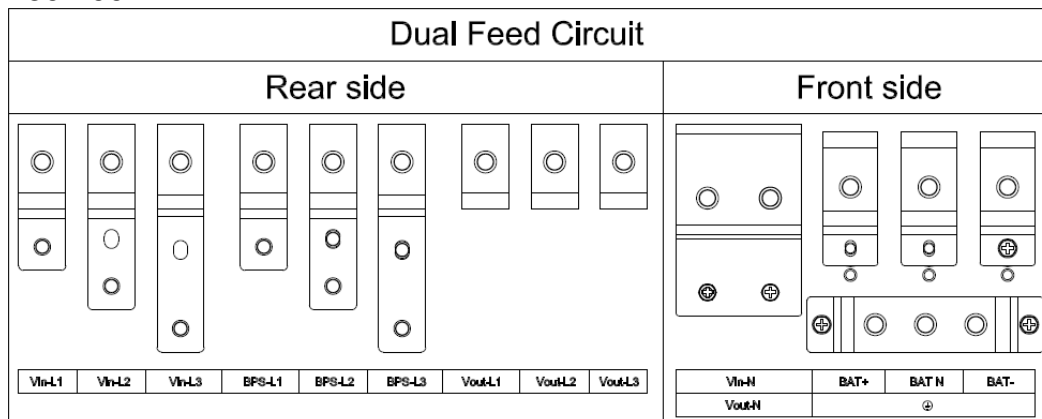 Dual Feed Circuit
Rear side
Front side
VIn-L1 VIn-L2 VIn-L3 BPS-L1 BPS-L2 BPS-L3 Vout-L1 Vout-L2 Vout-L3
VIn-N BAT+ BAT N BAT-
Vout-N